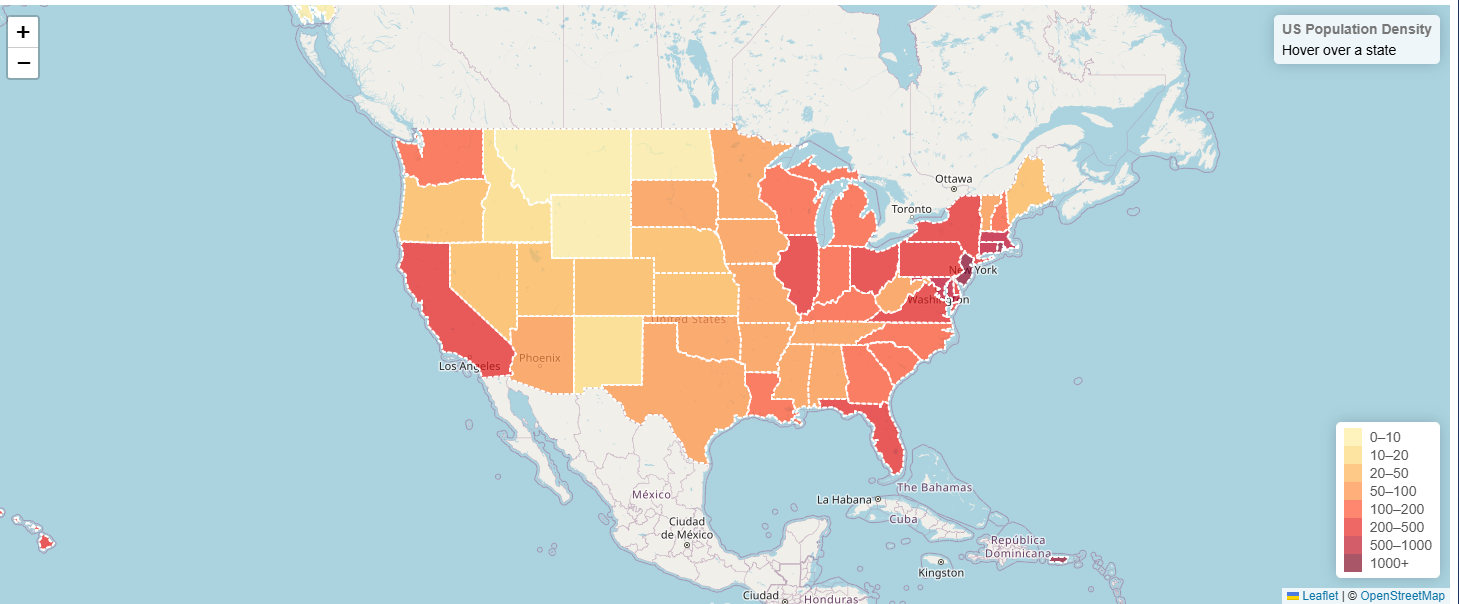 +
−
US Population Density
Hover over a state
Ottawa
Toronto
New York
Washington
United States
Phoenix
Los Angeles
México
Ciudad
de México
La Habana
The Bahamas
Cuba
República
Dominicana
Kingston
Ciudad
Honduras
0–10
10–20
20–50
50–100
100–200
200–500
500–1000
1000+
Leaflet | © OpenStreetMap